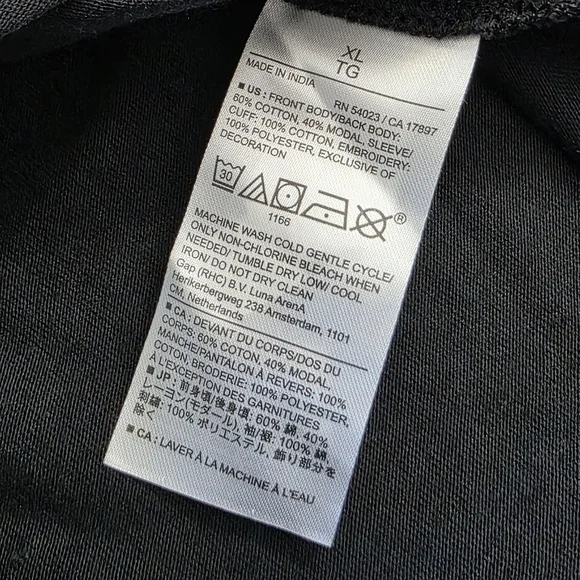 XL
TG
MADE IN INDIA
RN 54023 / CA 17897
■ US : FRONT BODY/BACK BODY:
60% COTTON, 40% MODAL, SLEEVE/
CUFF: 100% COTTON, EMBROIDERY:
100% POLYESTER, EXCLUSIVE OF
DECORATION
30
®
1166
MACHINE WASH COLD GENTLE CYCLE/
ONLY NON-CHLORINE BLEACH WHEN
NEEDED/ TUMBLE DRY LOW/ COOL
IRON/ DO NOT DRY CLEAN
Gap (RHC) B.V. Luna ArenA
Herikerbergweg 238 Amsterdam, 1101
CM, Netherlands
■ CA : DEVANT DU CORPS/DOS DU
CORPS: 60% COTON, 40% MODAL,
MANCHE/PANTALON À REVERS: 100%
COTON, BRODERIE: 100% POLYESTER,
À L'EXCEPTION DES GARNITURES
■ JP : 前身頃/後身頃: 60% 綿, 40%
レーヨン(モダール), 袖/裾: 100% 綿,
刺繍: 100% ポリエステル, 飾り部分を
除く
■ CA : LAVER À LA MACHINE À L'EAU